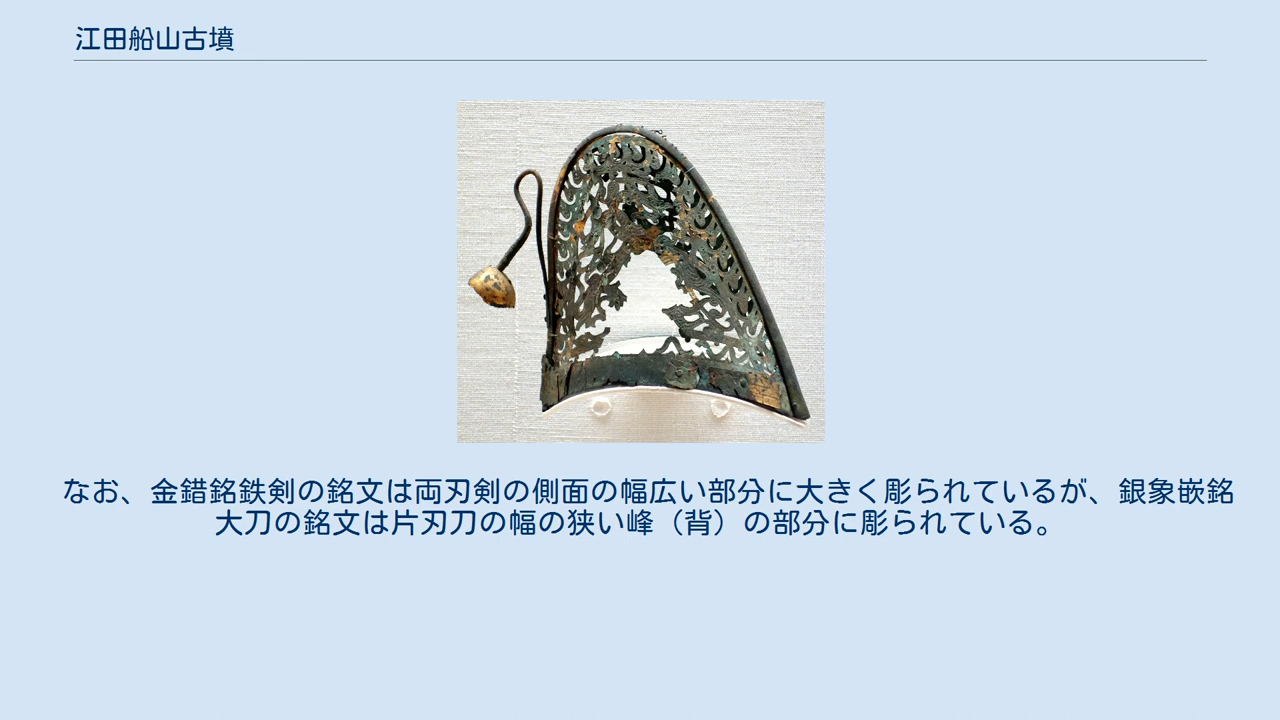 江田船山古墳
なお、金錯銘鉄剣の銘文は両刃剣の側面の幅広い部分に大きく彫られているが、銀象嵌銘
大刀の銘文は片刃刀の幅の狭い峰（背）の部分に彫られている。